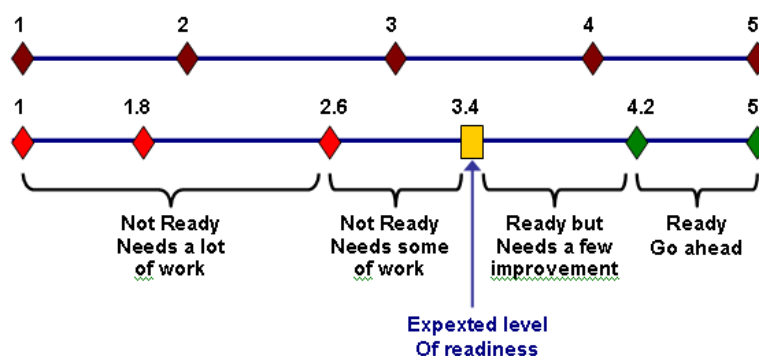 1 2 3 4 5
1 1.8 2.6 3.4 4.2 5
Not Ready
Needs a lot
of work
Not Ready
Needs some
of work
Ready but
Needs a few
improvement
Ready
Go ahead
Expexted level
Of readiness